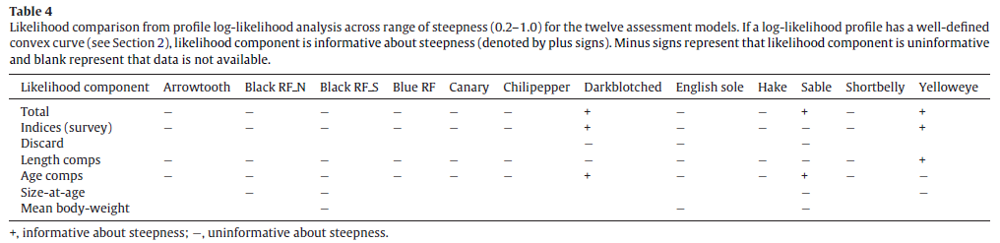 Table 4
Likelihood comparison from profile log-likelihood analysis across range of steepness (0.2–1.0) for the twelve assessment models. If a log-likelihood profile has a well-defined
convex curve (see Section 2), likelihood component is informative about steepness (denoted by plus signs). Minus signs represent that likelihood component is uninformative
and blank represent that data is not available.
Likelihood component Arrowtooth Black RF_N Black RF_S Blue RF Canary Chilipepper Darkblotched English sole Hake Sable Shortbelly Yelloweye
Total − − − − − − + − − + − +
Indices (survey) − − − − − − + − − − − +
Discard − − −
Length comps − − − − − − − − − − − +
Age comps − − − − − − + − − + − −
Size-at-age − − − −
Mean body-weight − − −
+, informative about steepness; −, uninformative about steepness.